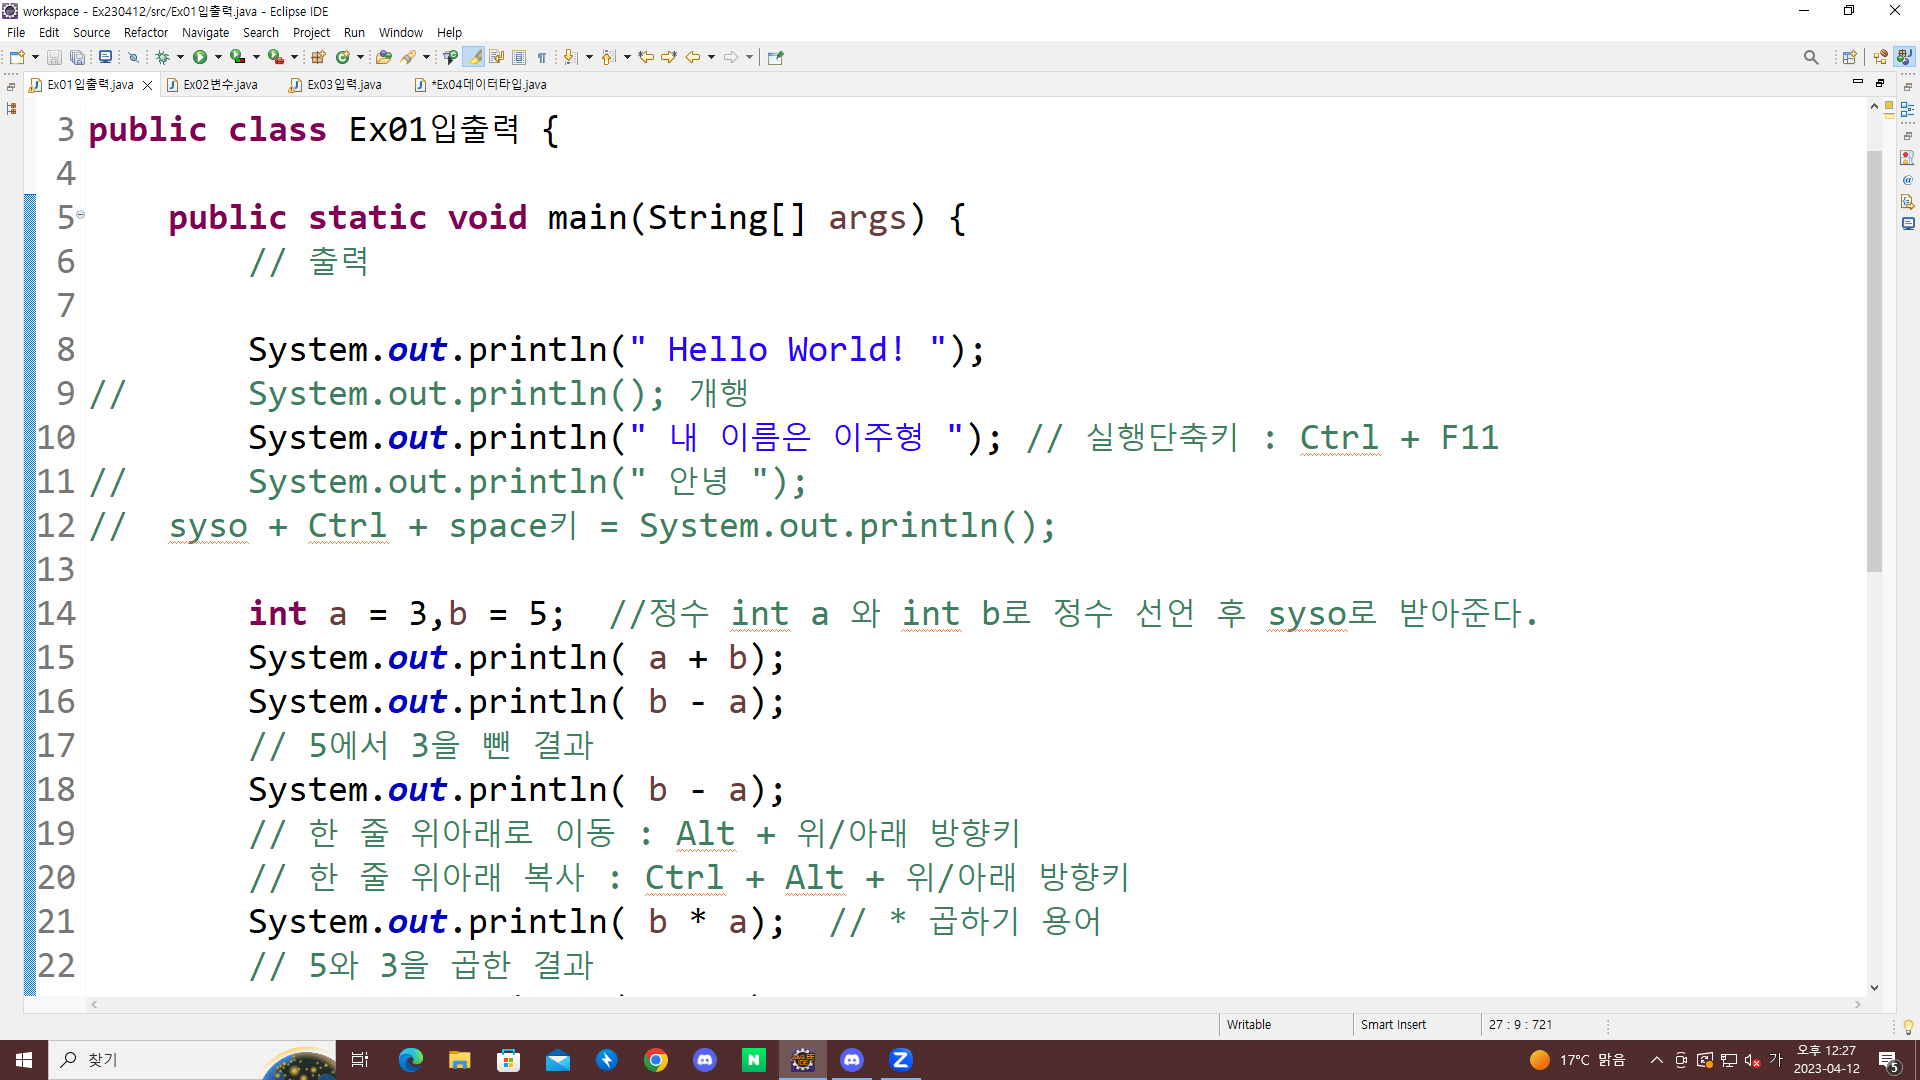 workspace - Ex230412/src/Ex01입출력.java - Eclipse IDE
File Edit Source Refactor Navigate Search Project Run Window Help
Ex01입출력.java Ex02변수.java Ex03입력.java *Ex04데이터타입.java
3 public class Ex01입출력 {
4
5 public static void main(String[] args) {
6 // 출력
7
8 System.out.println(" Hello World! ");
9 // System.out.println(); 개행
10 System.out.println(" 내 이름은 이주형 "); // 실행단축키 : Ctrl + F11
11 // System.out.println(" 안녕 ");
12 // syso + Ctrl + space키 = System.out.println();
13
14 int a = 3,b = 5; //정수 int a 와 int b로 정수 선언 후 syso로 받아준다.
15 System.out.println( a + b);
16 System.out.println( b - a);
17 // 5에서 3을 뺀 결과
18 System.out.println( b - a);
19 // 한 줄 위아래로 이동 : Alt + 위/아래 방향키
20 // 한 줄 위아래 복사 : Ctrl + Alt + 위/아래 방향키
21 System.out.println( b * a); // * 곱하기 용어
22 // 5와 3을 곱한 결과
Writable Smart Insert 27 : 9 : 721
찾기 17°C 맑음 가 오후 12:27
2023-04-12 5